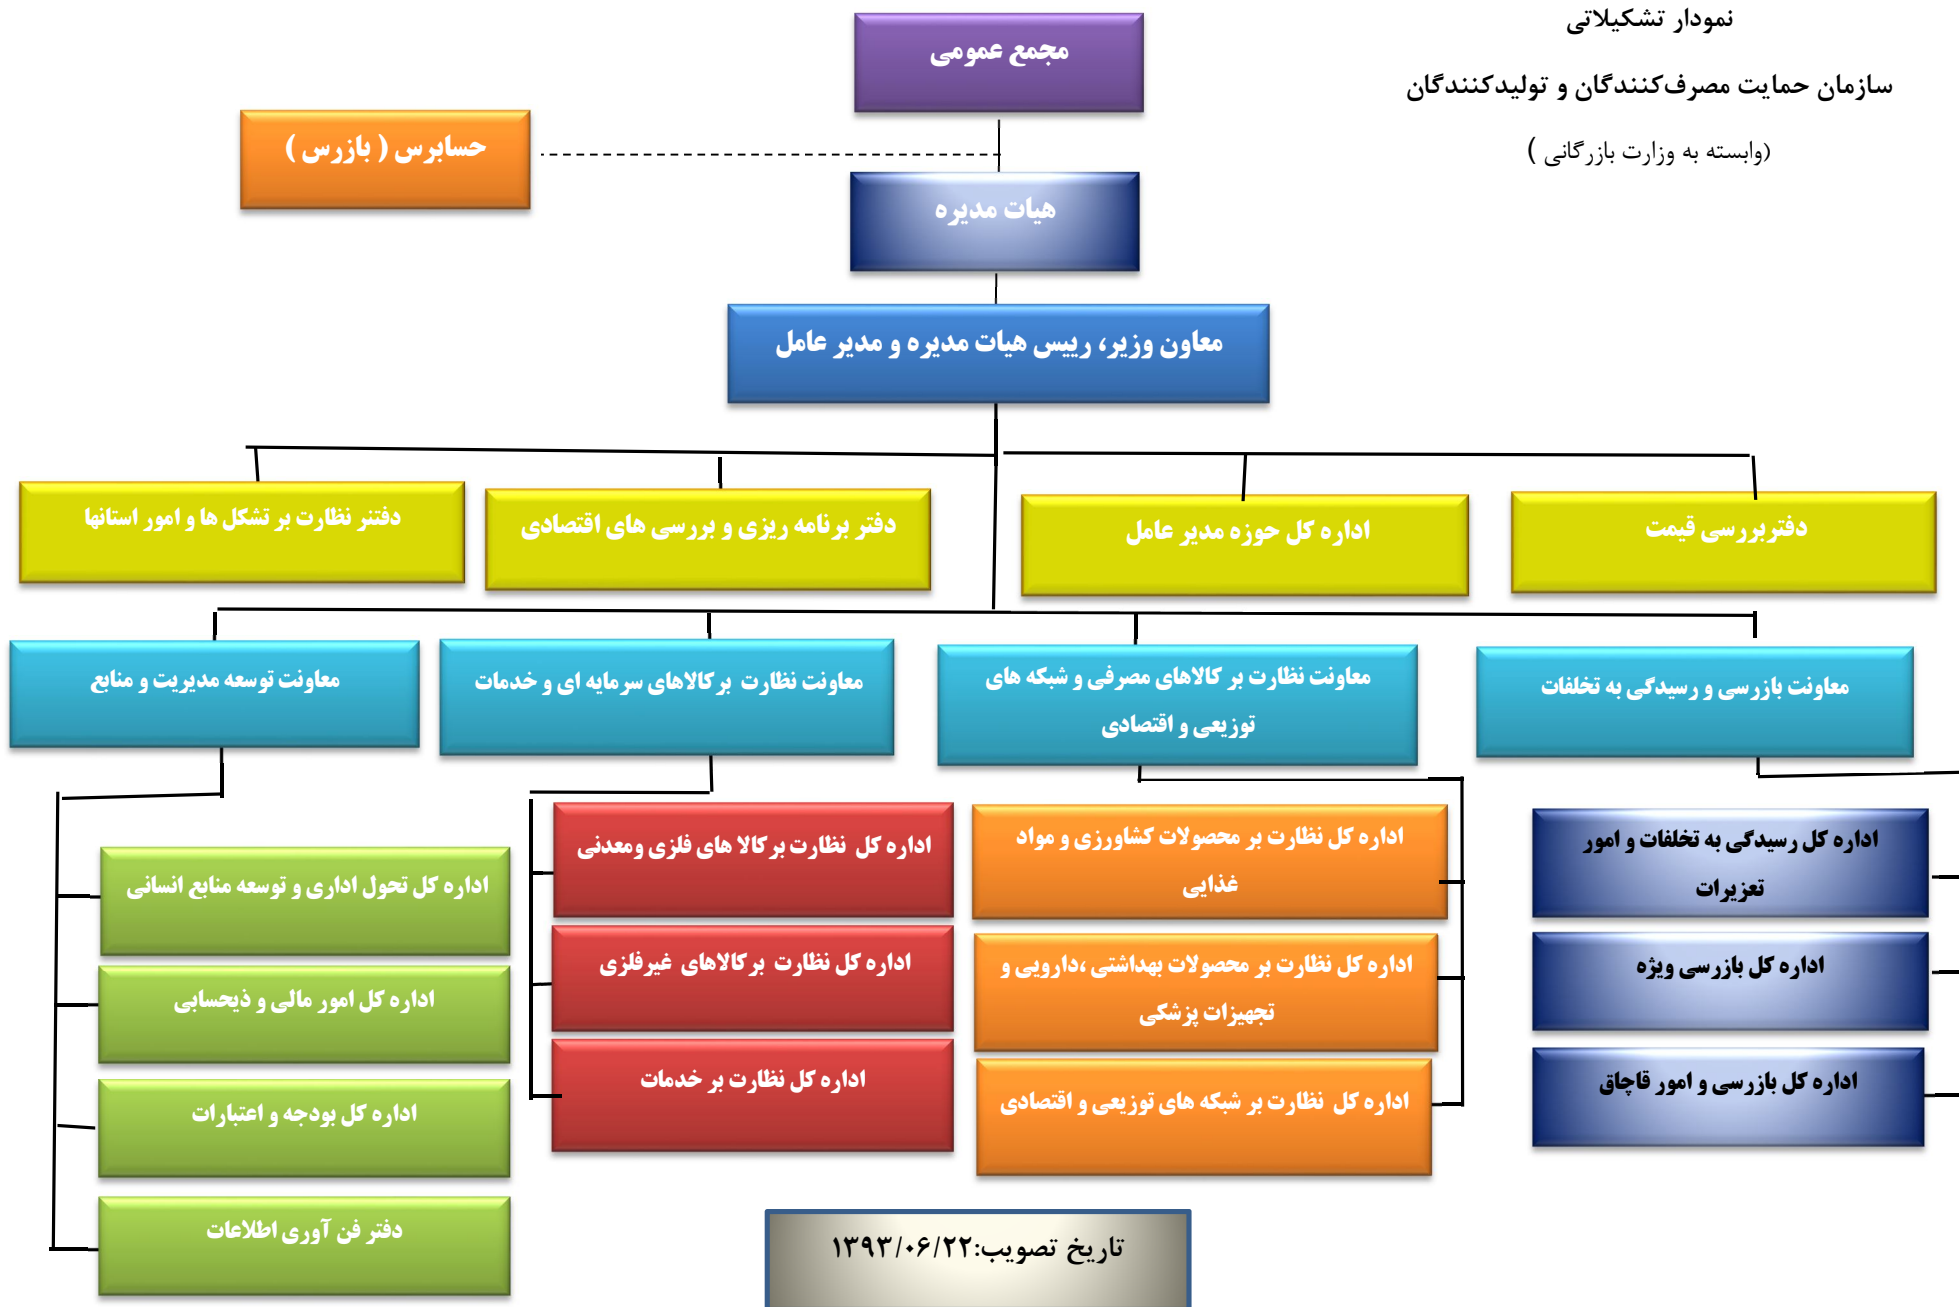 نمودار تشکیلاتی
سازمان حمایت مصرف‌کنندگان و تولیدکنندگان
(وابسته به وزارت بازرگانی )
مجمع عمومی
حسابرس ( بازرس )
هیات مدیره
معاون وزیر، رییس هیات مدیره و مدیر عامل
دفتربررسی قیمت
اداره کل حوزه مدیر عامل
دفتر برنامه ریزی و بررسی های اقتصادی
دفتنر نظارت بر تشکل ها و امور استانها
معاونت بازرسی و رسیدگی به تخلفات
معاونت نظارت بر کالاهای مصرفی و شبکه های
توزیعی و اقتصادی
معاونت نظارت برکالاهای سرمایه ای و خدمات
معاونت توسعه مدیریت و منابع
اداره کل رسیدگی به تخلفات و امور
تعزیرات
اداره کل بازرسی ویژه
اداره کل بازرسی و امور قاچاق
اداره کل نظارت بر محصولات کشاورزی و مواد
غذایی
اداره کل نظارت بر محصولات بهداشتی ،دارویی و
تجهیزات پزشکی
اداره کل نظارت بر شبکه های توزیعی و اقتصادی
اداره کل نظارت برکالا های فلزی ومعدنی
اداره کل نظارت برکالاهای غیرفلزی
اداره کل نظارت بر خدمات
اداره کل تحول اداری و توسعه منابع انسانی
اداره کل امور مالی و ذیحسابی
اداره کل بودجه و اعتبارات
دفتر فن آوری اطلاعات
تاریخ تصویب:۱۳۹۳/۰۶/۲۲